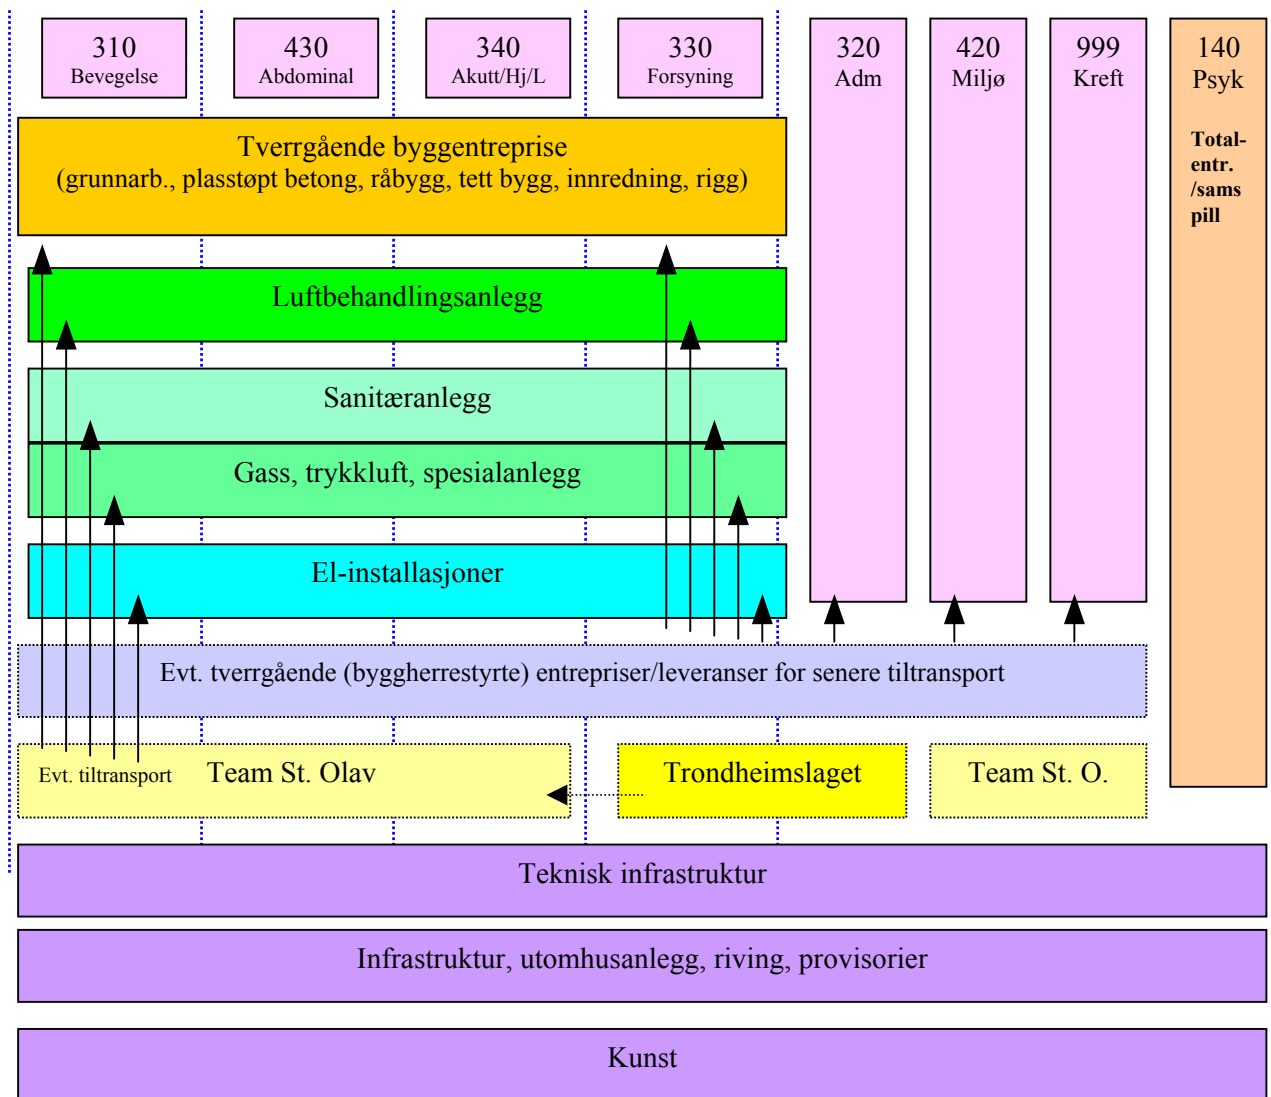 310
Bevegelse
430
Abdominal
340
Akutt/Hj/L
330
Forsyning
320
Adm
420
Miljø
999
Kreft
140
Psyk
Total-
entr.
/sams
pill
Tverrgående byggentreprise
(grunnarb., plasstøpt betong, råbygg, tett bygg, innredning, rigg)
Luftbehandlingsanlegg
Sanitæranlegg
Gass, trykkluft, spesialanlegg
El-installasjoner
Evt. tverrgående (byggherrestyrte) entrepriser/leveranser for senere tiltransport
Evt. tiltransport
Team St. Olav
Trondheimslaget
Team St. O.
Teknisk infrastruktur
Infrastruktur, utomhusanlegg, riving, provisorier
Kunst